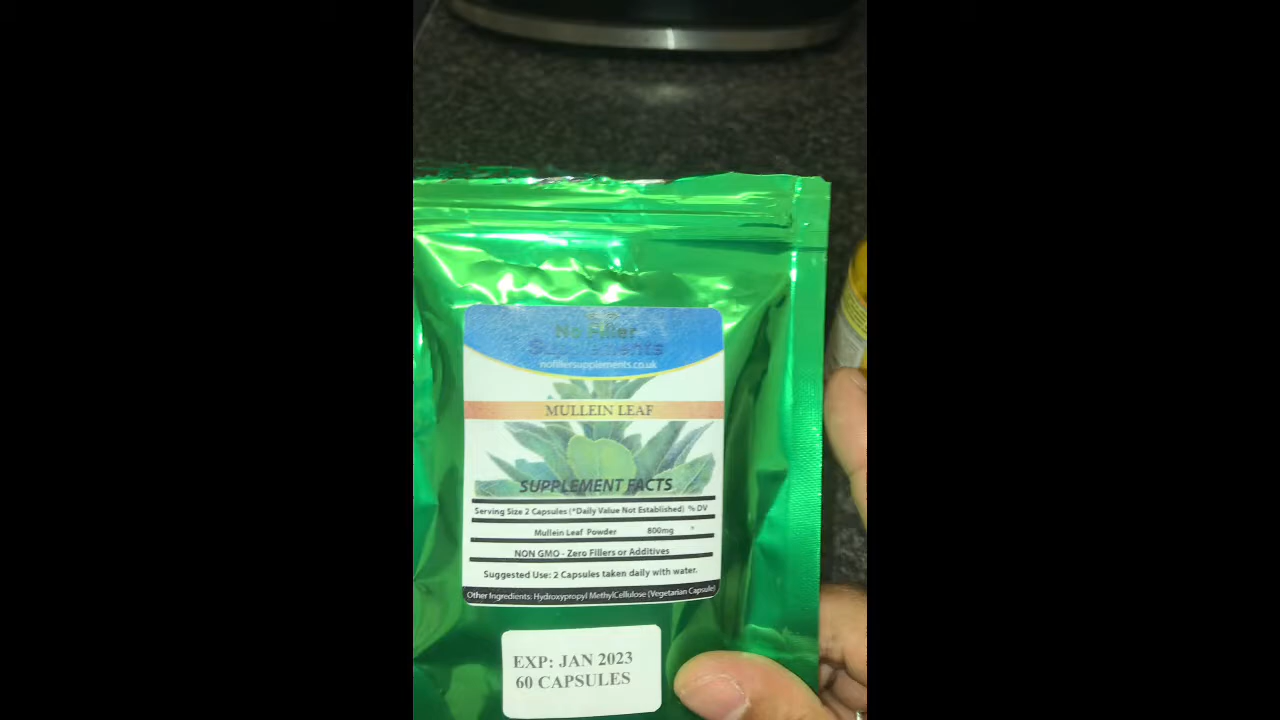 No Filler
Supplements
nofillersupplements.co.uk
MULLEIN LEAF
SUPPLEMENT FACTS
Serving Size 2 Capsules (*Daily Value Not Established) % DV
Mullein Leaf Powder 800mg *
NON GMO - Zero Fillers or Additives
Suggested Use: 2 Capsules taken daily with water.
Other Ingredients: Hydroxypropyl MethylCellulose (Vegetarian Capsule)
EXP: JAN 2023
60 CAPSULES